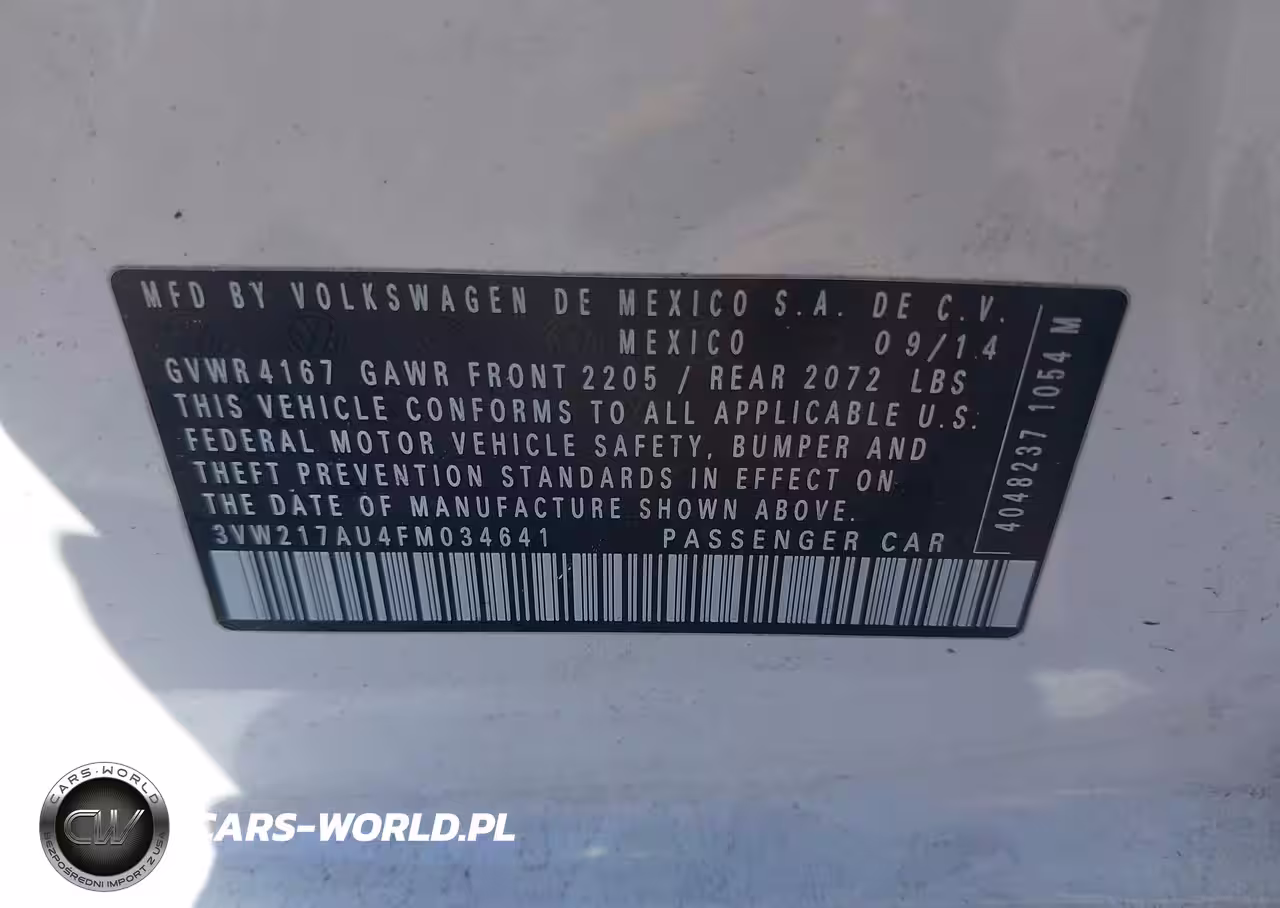 MFD BY VOLKSWAGEN DE MEXICO S.A. DE C.V.
MEXICO 09/14
GVWR 4167 GAWR FRONT 2205 / REAR 2072 LBS
THIS VEHICLE CONFORMS TO ALL APPLICABLE U.S.
FEDERAL MOTOR VEHICLE SAFETY, BUMPER AND
THEFT PREVENTION STANDARDS IN EFFECT ON
THE DATE OF MANUFACTURE SHOWN ABOVE.
3VW217AU4FM034641 PASSENGER CAR
4048237 1054 M
CARS-WORLD
CW
BEZPOŚREDNI IMPORT Z USA
CARS-WORLD.PL